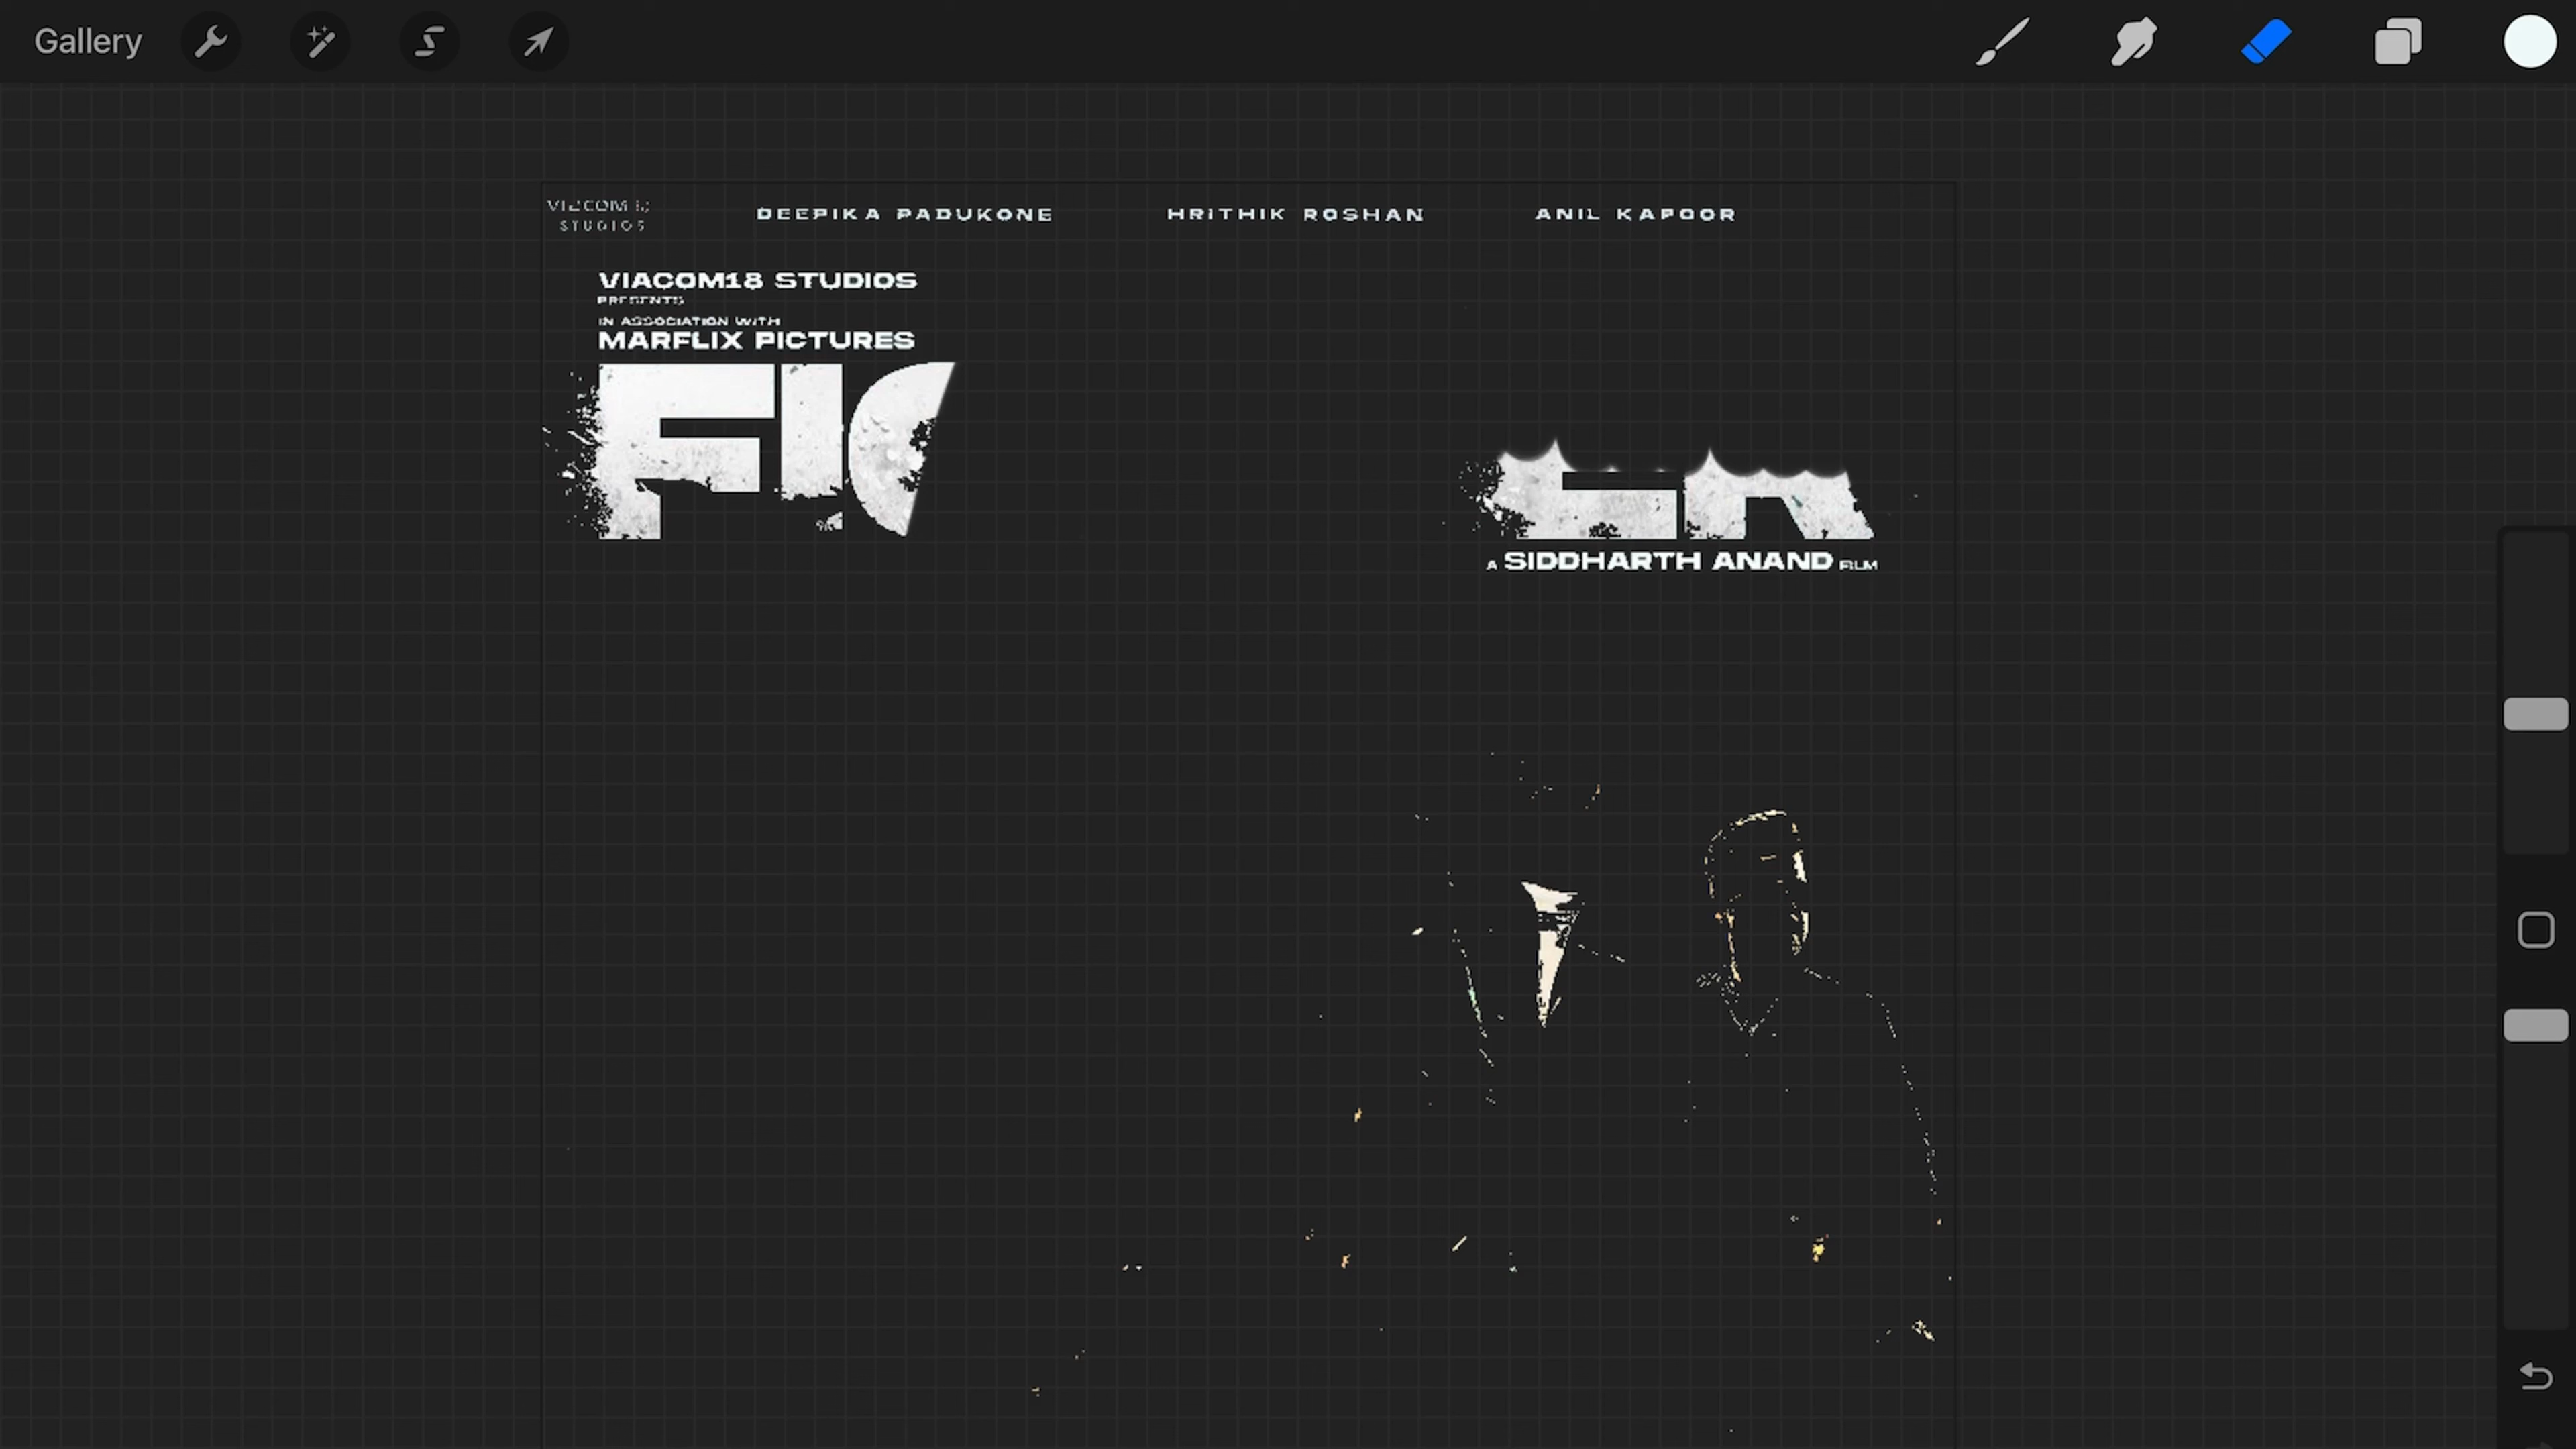 Gallery
STUDIOS
DEEPIKA PADUKONE HRITHIK ROSHAN ANIL KAPOOR
VIACOM18 STUDIOS
PRESENTS
IN ASSOCIATION WITH
MARFLIX PICTURES
FI
A SIDDHARTH ANAND FILM